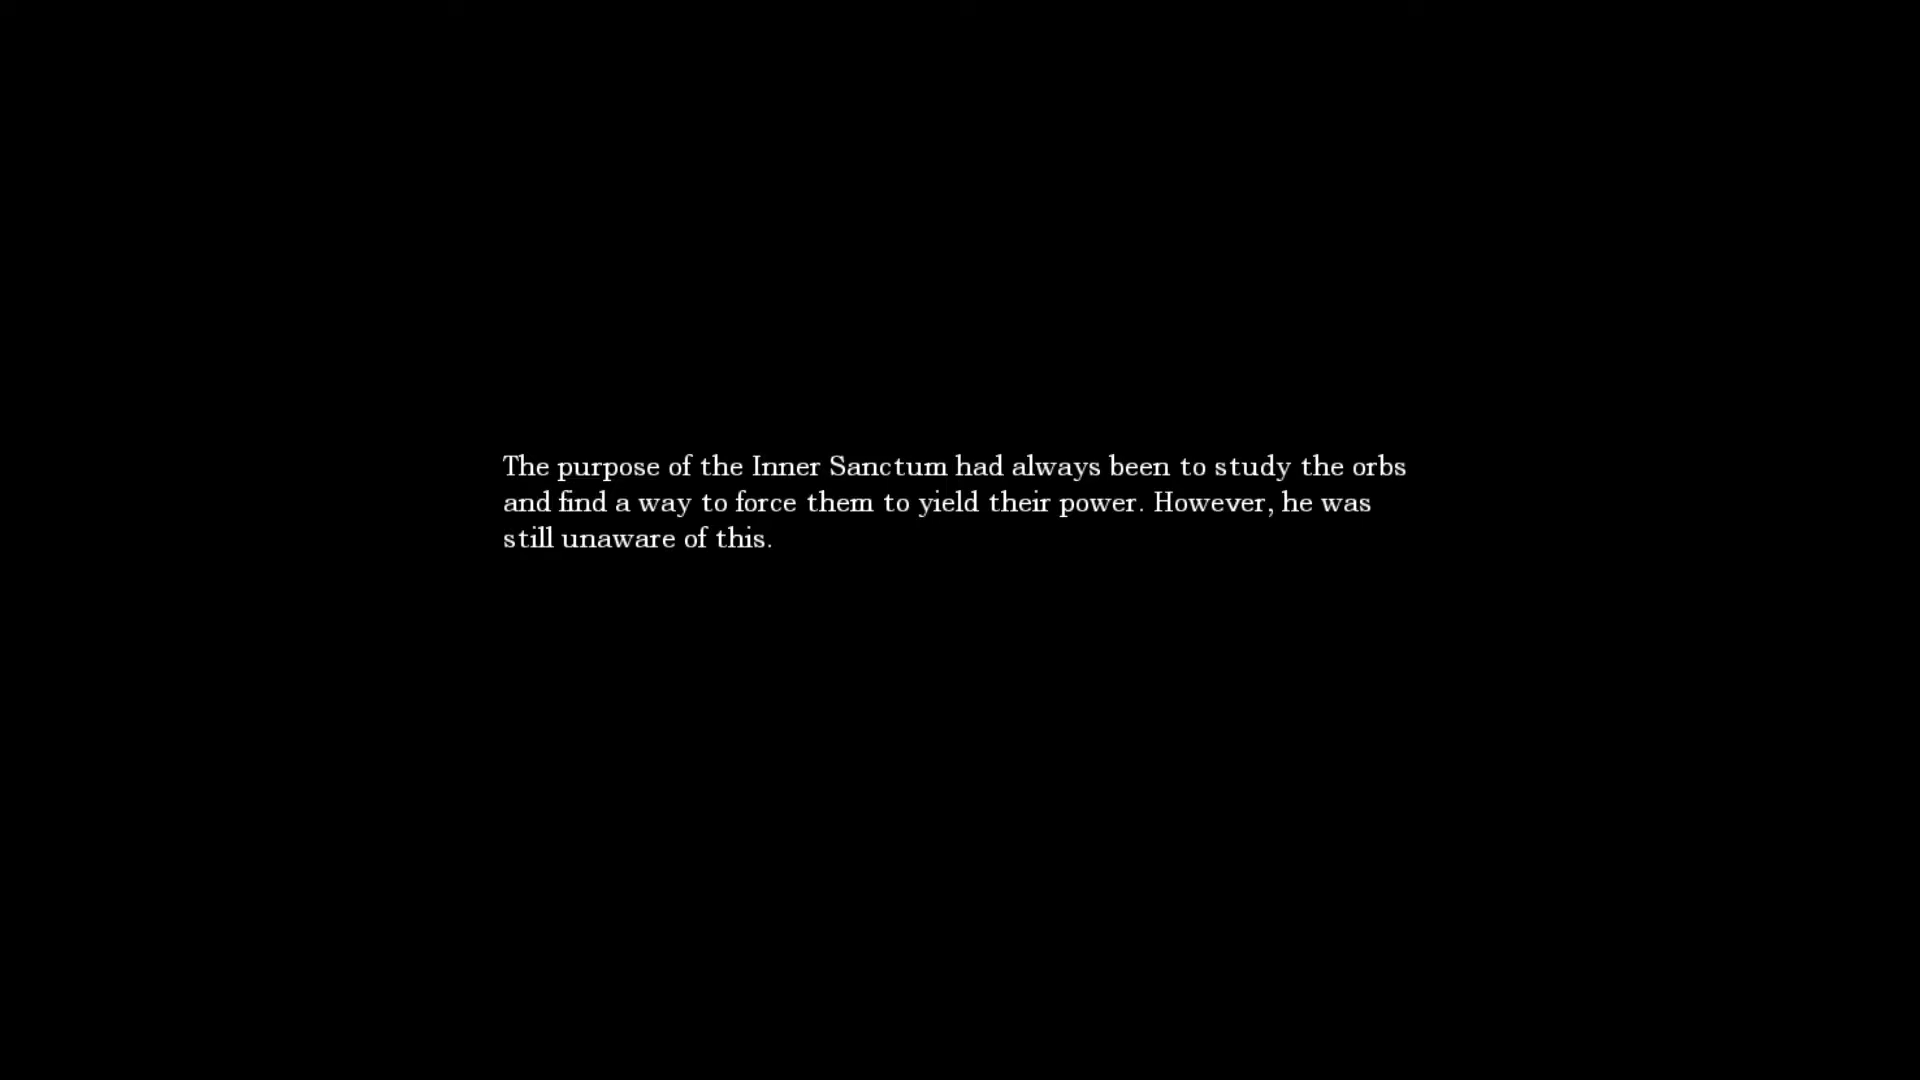 The purpose of the Inner Sanctum had always been to study the orbs
and find a way to force them to yield their power. However, he was
still unaware of this.